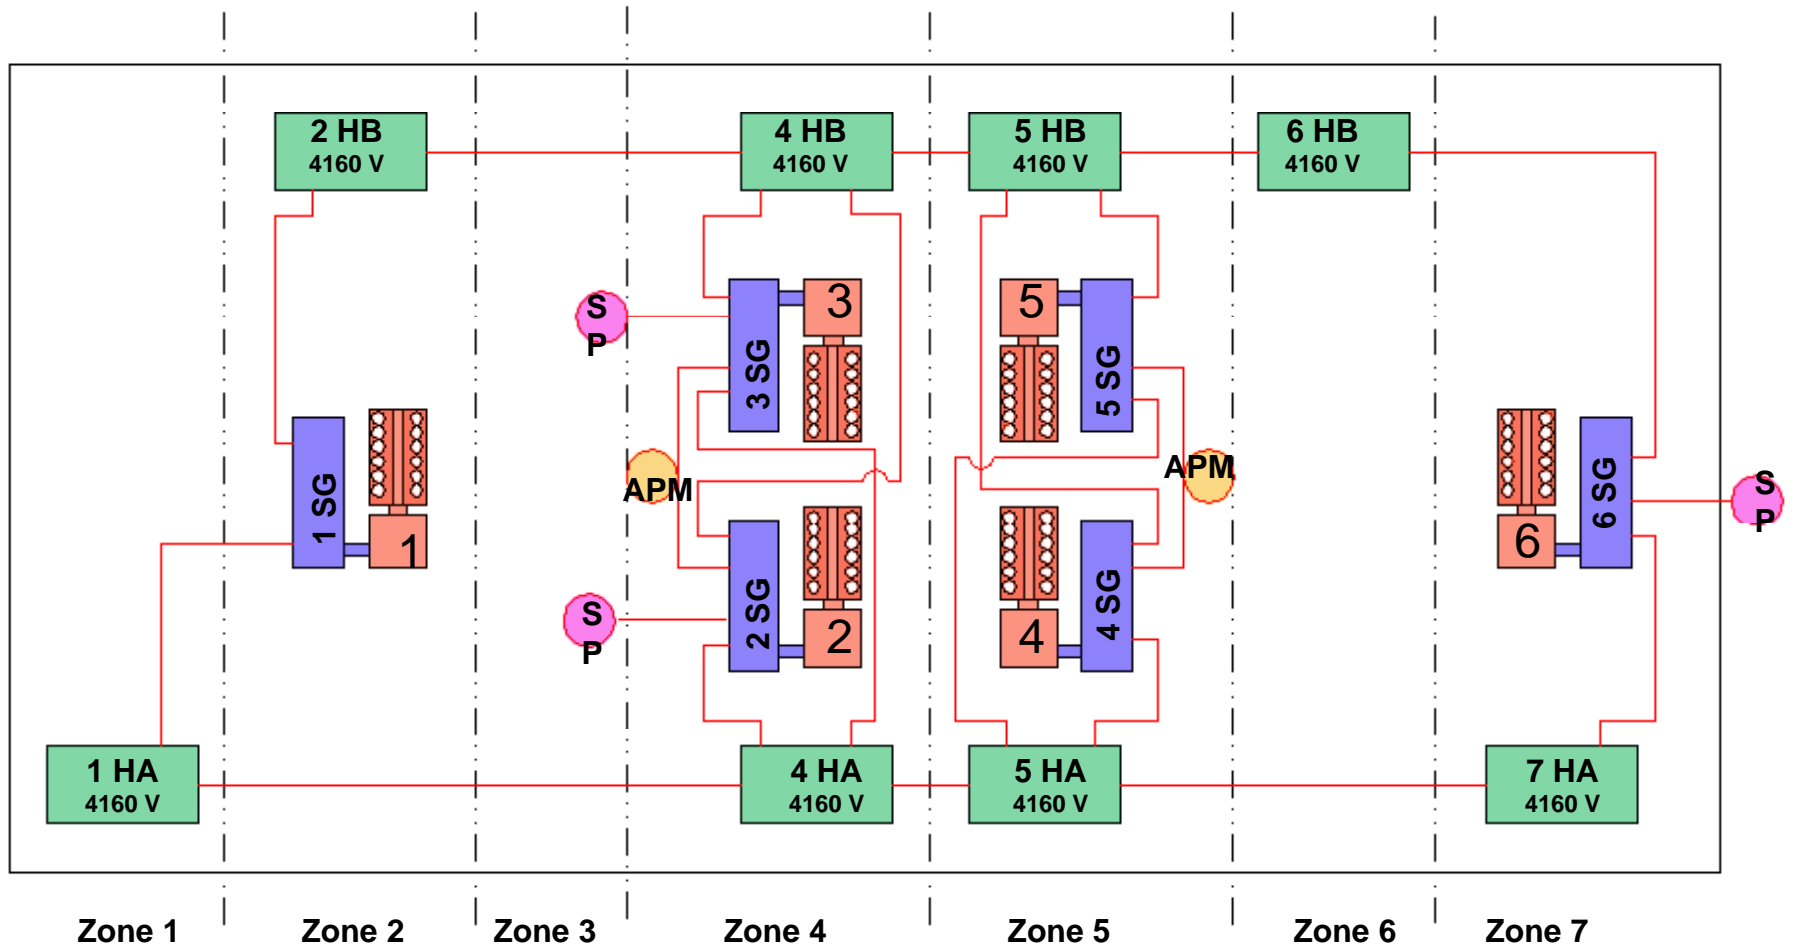 2 HB
4160 V
4 HB
4160 V
5 HB
4160 V
6 HB
4160 V
S
P
3 SG
3
5
5 SG
1 SG
1
APM
APM
6
6 SG
S
P
S
P
2 SG
2
4
4 SG
1 HA
4160 V
4 HA
4160 V
5 HA
4160 V
7 HA
4160 V
Zone 1
Zone 2
Zone 3
Zone 4
Zone 5
Zone 6
Zone 7